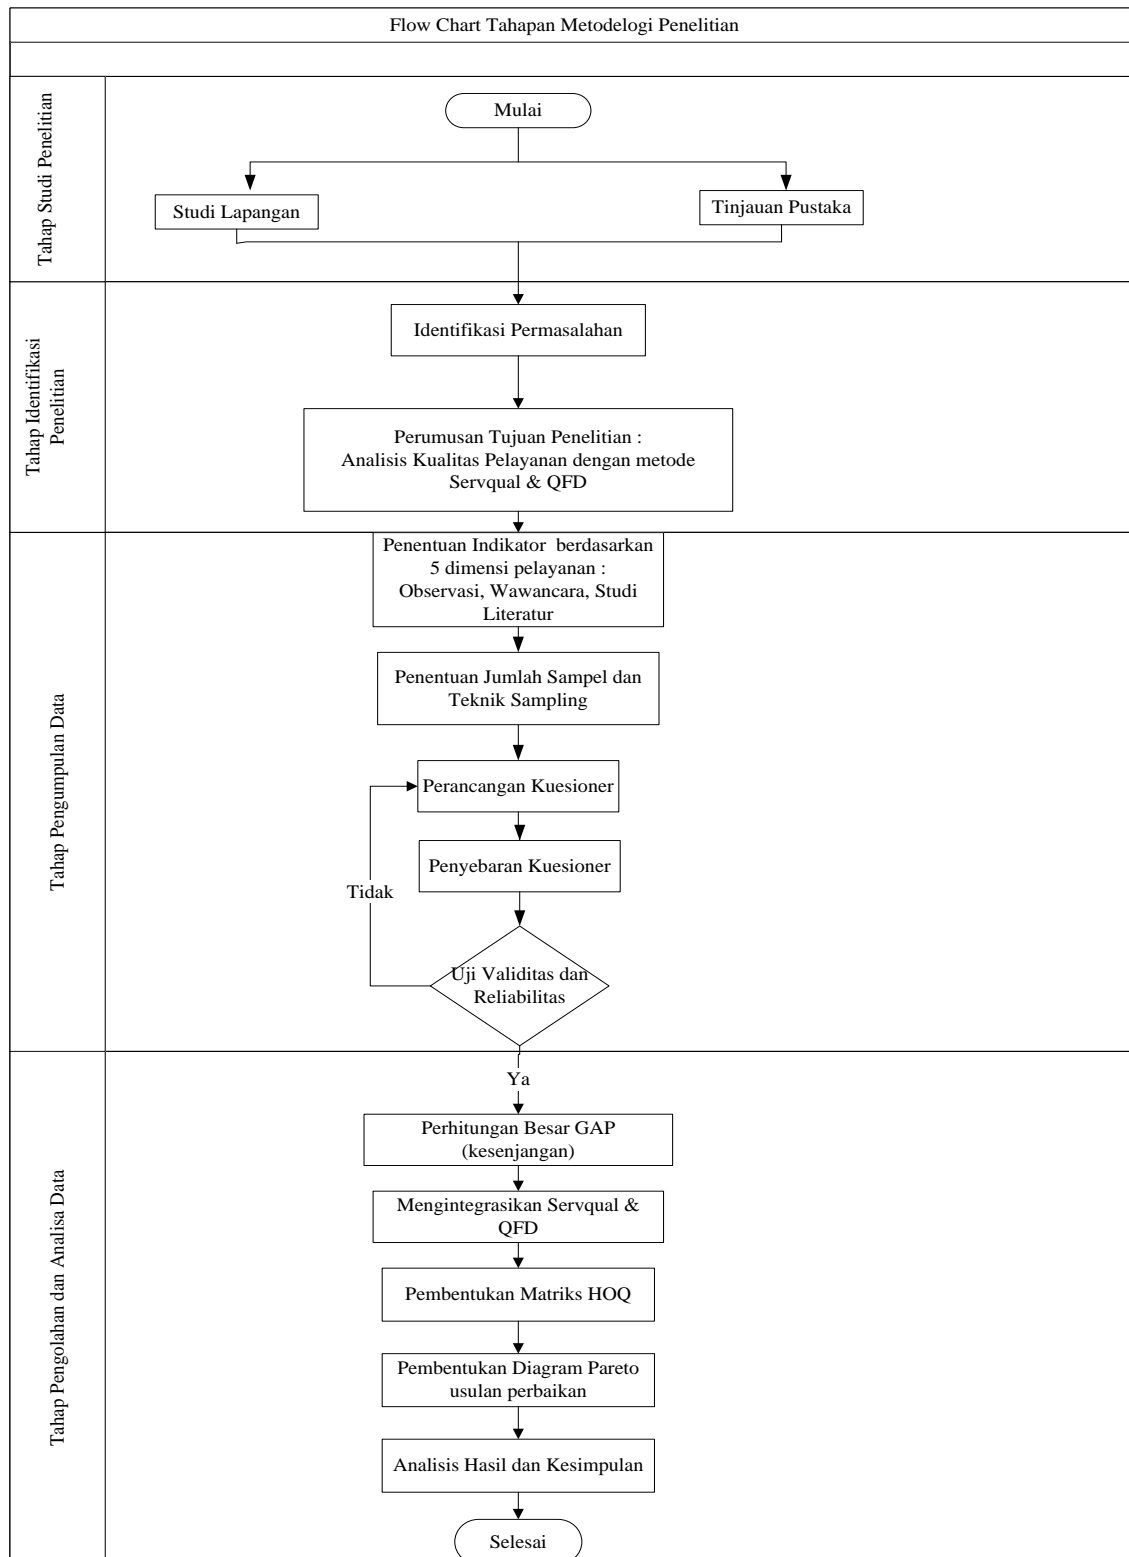 Flow Chart Tahapan Metodelogi Penelitian
Tahap Studi Penelitian
Mulai
Studi Lapangan
Tinjauan Pustaka
Tahap Identifikasi
Penelitian
Identifikasi Permasalahan
Perumusan Tujuan Penelitian :
Analisis Kualitas Pelayanan dengan metode
Servqual & QFD
Tahap Pengumpulan Data
Penentuan Indikator berdasarkan
5 dimensi pelayanan :
Observasi, Wawancara, Studi
Literatur
Penentuan Jumlah Sampel dan
Teknik Sampling
Perancangan Kuesioner
Penyebaran Kuesioner
Tidak
Uji Validitas dan
Reliabilitas
Tahap Pengolahan dan Analisa Data
Ya
Perhitungan Besar GAP
(kesenjangan)
Mengintegrasikan Servqual &
QFD
Pembentukan Matriks HOQ
Pembentukan Diagram Pareto
usulan perbaikan
Analisis Hasil dan Kesimpulan
Selesai